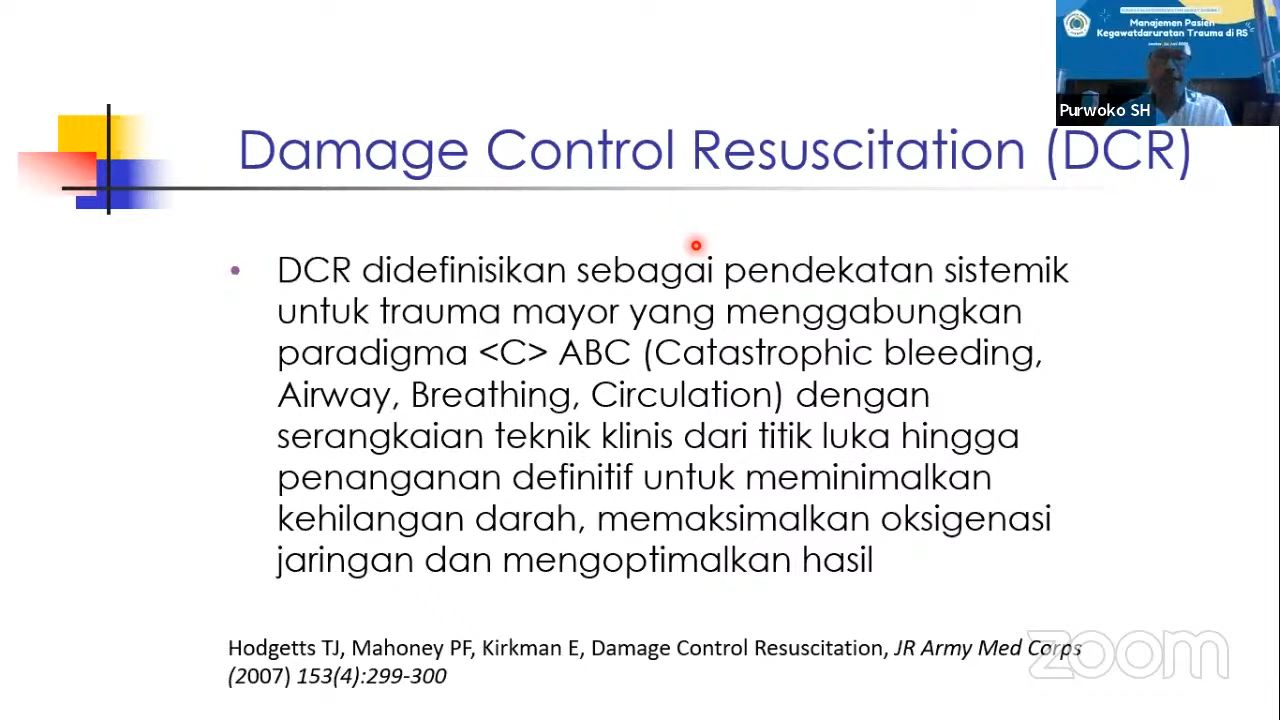 Manajemen Pasien
Kegawatdaruratan Trauma di RS
Purwoko SH
Damage Control Resuscitation (DCR)
• DCR didefinisikan sebagai pendekatan sistemik
untuk trauma mayor yang menggabungkan
paradigma <C> ABC (Catastrophic bleeding,
Airway, Breathing, Circulation) dengan
serangkaian teknik klinis dari titik luka hingga
penanganan definitif untuk meminimalkan
kehilangan darah, memaksimalkan oksigenasi
jaringan dan mengoptimalkan hasil
Hodgetts TJ, Mahoney PF, Kirkman E, Damage Control Resuscitation, JR Army Med Corps
(2007) 153(4):299-300
zoom